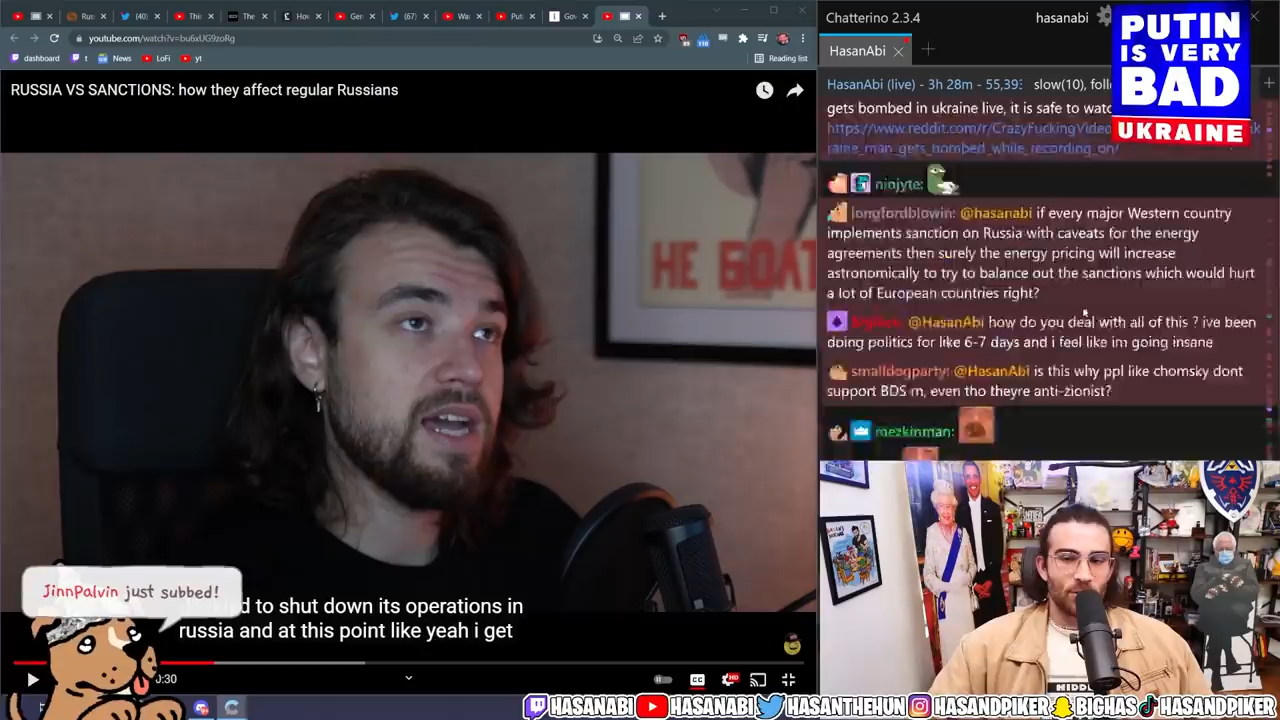 youtube.com/watch?v=bu6xUG9zoRg
dashboard
t
News
LoFi
yt
Reading list
RUSSIA VS SANCTIONS: how they affect regular Russians
НЕ БОЛТ
to shut down its operations in
russia and at this point like yeah i get
JinnPalvin just subbed!
0:30
CC
Chatterino 2.3.4
hasanabi
HasanAbi
HasanAbi (live) - 3h 28m - 55,39
slow(10),
gets bombed in ukraine live, it is safe to
https://www.reddit.com/r/CrazyFuckingVideo
raine_man_gets_bombed_while_recording_on/
ninjyte:
longfordblowin: @hasanabi if every major Western country
implements sanction on Russia with caveats for the energy
agreements then surely the energy pricing will increase
astronomically to try to balance out the sanctions which would hurt
a lot of European countries right?
@HasanAbi how do you deal with all of this ? ive been
doing politics for like 6-7 days and i feel like im going insane
smalldogparty: @HasanAbi is this why ppl like chomsky dont
support BDS m, even tho theyre anti-zionist?
mezkinman:
PUTIN
IS VERY
BAD
UKRAINE
HASANABI
HASANABI
HASANTHEHUN
HASANDPIKER
BIGHAS
HASANDPIKER